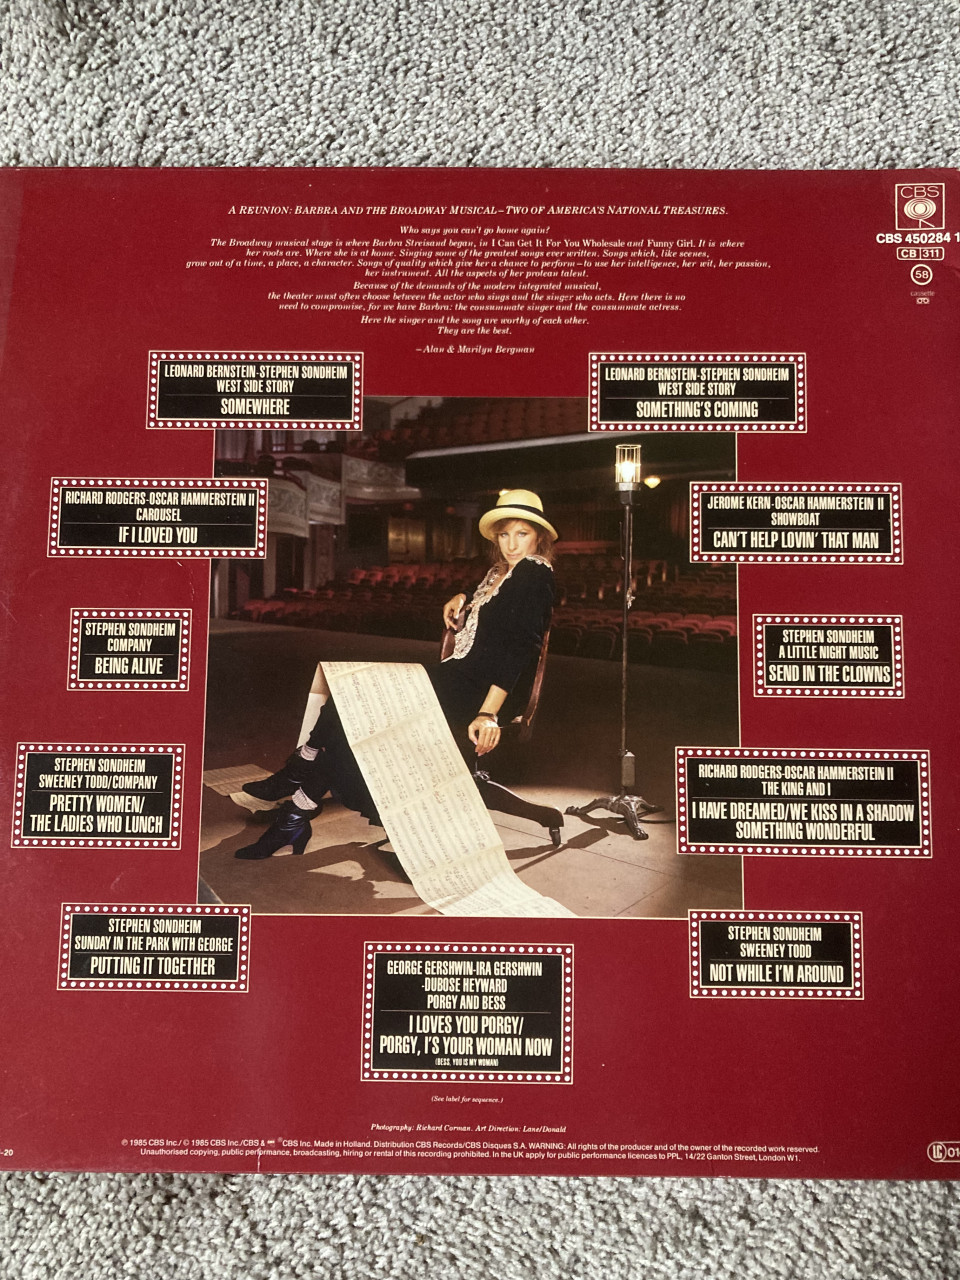 A REUNION: BARBRA AND THE BROADWAY MUSICAL–TWO OF AMERICA'S NATIONAL TREASURES.
Who says you can't go home again?
The Broadway musical stage is where Barbra Streisand began, in I Can Get It For You Wholesale and Funny Girl. It is where
her roots are. Where she is at home. Singing some of the greatest songs ever written. Songs which, like scenes,
grow out of a time, a place, a character. Songs of quality which give her a chance to perform–to use her intelligence, her wit, her passion,
her instrument. All the aspects of her protean talent.
Because of the demands of the modern integrated musical,
the theater must often choose between the actor who sings and the singer who acts. Here there is no
need to compromise, for we have Barbra: the consummate singer and the consummate actress.
Here the singer and the song are worthy of each other.
They are the best.
–Alan & Marilyn Bergman
CBS
CBS 450284 1
CB 311
58
cassette
LEONARD BERNSTEIN-STEPHEN SONDHEIM
WEST SIDE STORY
SOMEWHERE
LEONARD BERNSTEIN-STEPHEN SONDHEIM
WEST SIDE STORY
SOMETHING'S COMING
RICHARD RODGERS-OSCAR HAMMERSTEIN II
CAROUSEL
IF I LOVED YOU
JEROME KERN-OSCAR HAMMERSTEIN II
SHOWBOAT
CAN'T HELP LOVIN' THAT MAN
STEPHEN SONDHEIM
COMPANY
BEING ALIVE
STEPHEN SONDHEIM
A LITTLE NIGHT MUSIC
SEND IN THE CLOWNS
STEPHEN SONDHEIM
SWEENEY TODD/COMPANY
PRETTY WOMEN/
THE LADIES WHO LUNCH
RICHARD RODGERS-OSCAR HAMMERSTEIN II
THE KING AND I
I HAVE DREAMED/WE KISS IN A SHADOW
SOMETHING WONDERFUL
STEPHEN SONDHEIM
SUNDAY IN THE PARK WITH GEORGE
PUTTING IT TOGETHER
STEPHEN SONDHEIM
SWEENEY TODD
NOT WHILE I'M AROUND
GEORGE GERSHWIN-IRA GERSHWIN
-DUBOSE HEYWARD
PORGY AND BESS
I LOVES YOU PORGY/
PORGY, I'S YOUR WOMAN NOW
(BESS, YOU IS MY WOMAN)
(See label for sequence.)
Photography: Richard Corman. Art Direction: Lane/Donald
℗ 1985 CBS Inc./ © 1985 CBS Inc./CBS & ® CBS Inc. Made in Holland. Distribution CBS Records/CBS Disques S.A. WARNING: All rights of the producer and of the owner of the recorded work reserved.
Unauthorised copying, public performance, broadcasting, hiring or rental of this recording prohibited. In the UK apply for public performance licences to PPL, 14/22 Ganton Street, London W1.
-20
LC 01